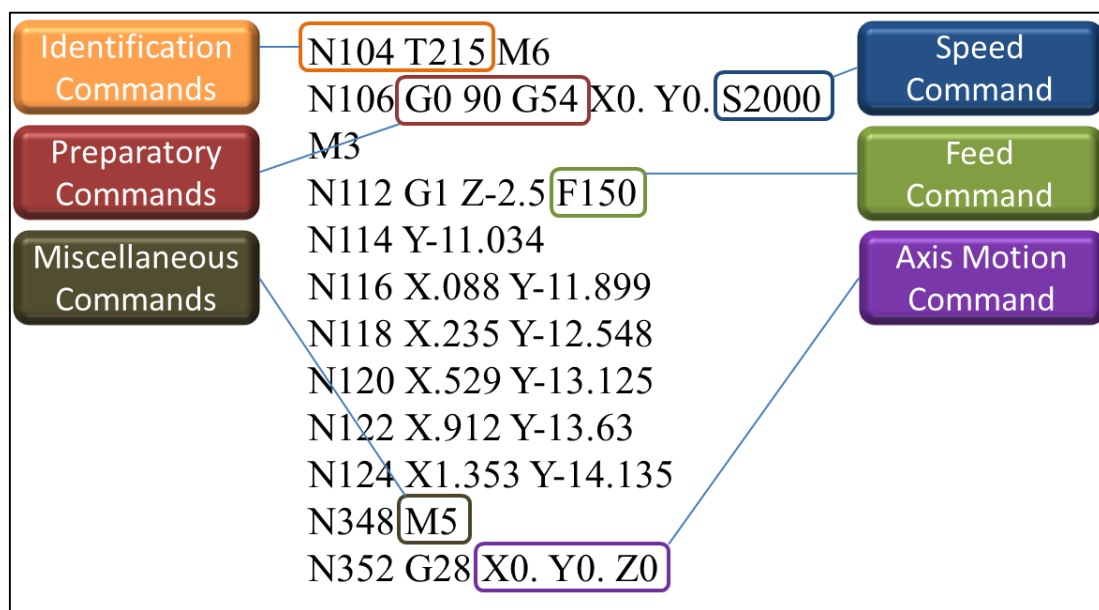 Identification
Commands
Preparatory
Commands
Miscellaneous
Commands
N104 T215 M6
N106 G0 90 G54 X0. Y0. S2000
M3
N112 G1 Z-2.5 F150
N114 Y-11.034
N116 X.088 Y-11.899
N118 X.235 Y-12.548
N120 X.529 Y-13.125
N122 X.912 Y-13.63
N124 X1.353 Y-14.135
N348 M5
N352 G28 X0. Y0. Z0
Speed
Command
Feed
Command
Axis Motion
Command